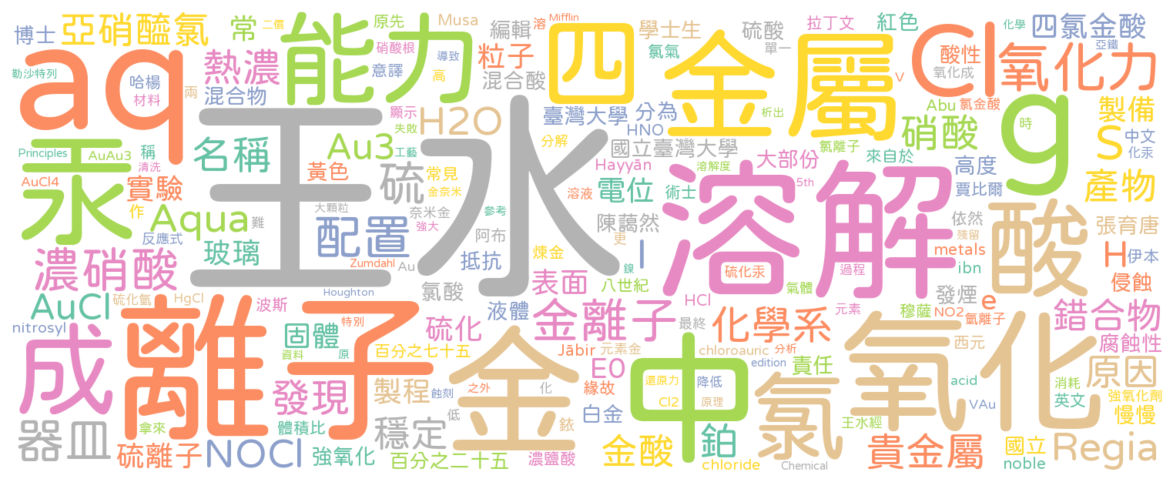 王水
溶解
離子
氧化
金屬
金
aq
中
四
能力
汞
成
酸
氯
Cl
g
氧化力
四氯金酸
亞硝醯氯
常
熱濃
粒子
混合物
混合酸
編輯
學士生
硫酸
單一
拉丁文
紅色
化學
亞鐵
酸性
氧化成
V
氯氣
溶
Mifflin
Musa
原先
二價
博士
勒沙特列
哈楊
材料
兩
硝酸根
意譯
導致
高
顯示
失敗
H2O
臺灣大學
分為
HNO
析出
Abu
氯金酸
製備
S
中文
化汞
時
硝酸
國立臺灣大學
氯離子
來自於
分解
溶解度
Hayyān
大部份
高度
賈比爾
產物
Principles
AuAu3
稱
清洗
名稱
Au3
工藝
黃色
常見
金奈米
硫
AuCl4
實驗
作
難
Aqua
大顆粒
奈米金
強大
參考
溶液
電位
術士
5th
陳藹然
依然
殘留
張育唐
反應式
玻璃
配置
阿布
更
I
metals
H
伊本
濃硝酸
Zumdahl
Au
抵抗
煉金
鎳
硫化汞
過程
ibn
侵蝕
表面
八世紀
氣體
發煙
e
AuCl
硫化氫
HgCl
波斯
Houghton
氯酸
液體
HCl
元素
穆薩
NO2
氫離子
錯合物
nitrosyl
固體
特別
硫化
金離子
最終
化學系
西元
腐蝕性
資料
原
百分之七十五
元素金
Jābir
chloroauric
分析
發現
製程
蝕刻
之外
化
緣故
E0
edition
還原力
降低
責任
acid
消耗
強氧化劑
原因
體積比
低
穩定
銥
白金
Cl2
原理
VAu
英文
慢慢
王水經
器皿
拿來
硫離子
NOCl
強氧化
百分之二十五
濃鹽酸
金酸
鉑
chloride
Chemical
貴金屬
國立
noble
Regia